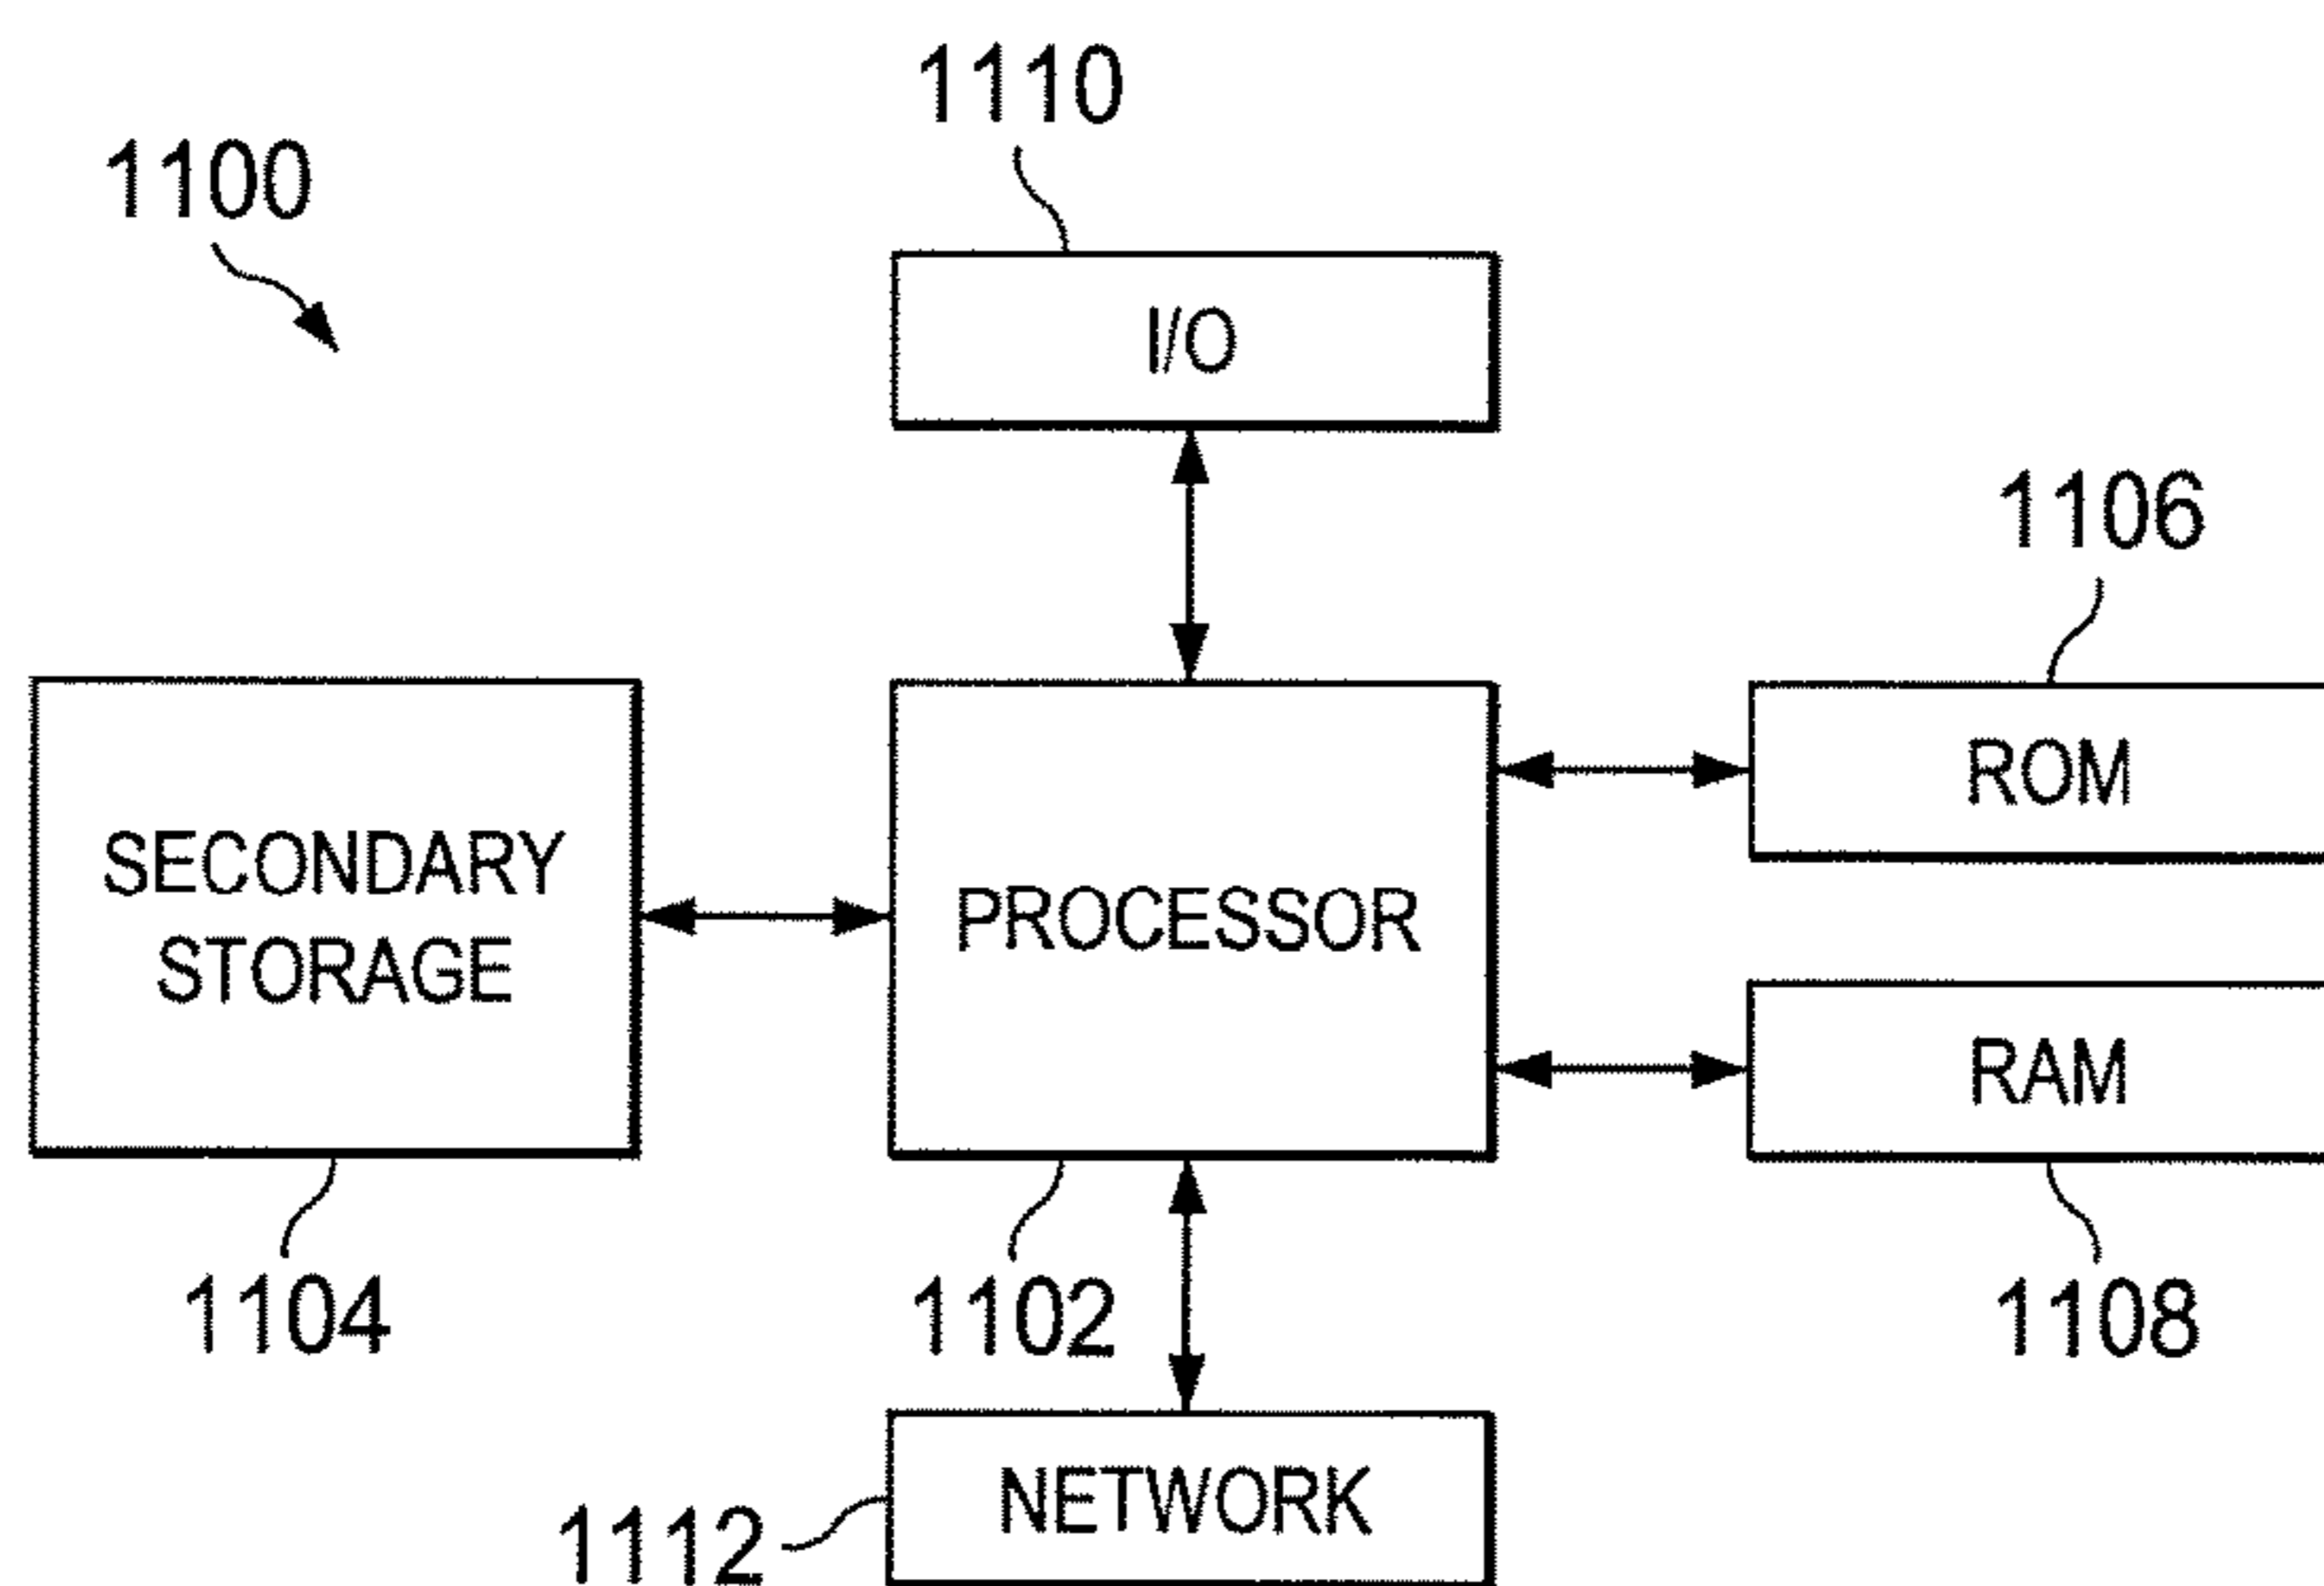 1110
1100
I/O
1106
ROM
SECONDARY
STORAGE
PROCESSOR
RAM
1104
1102
1108
NETWORK
1112